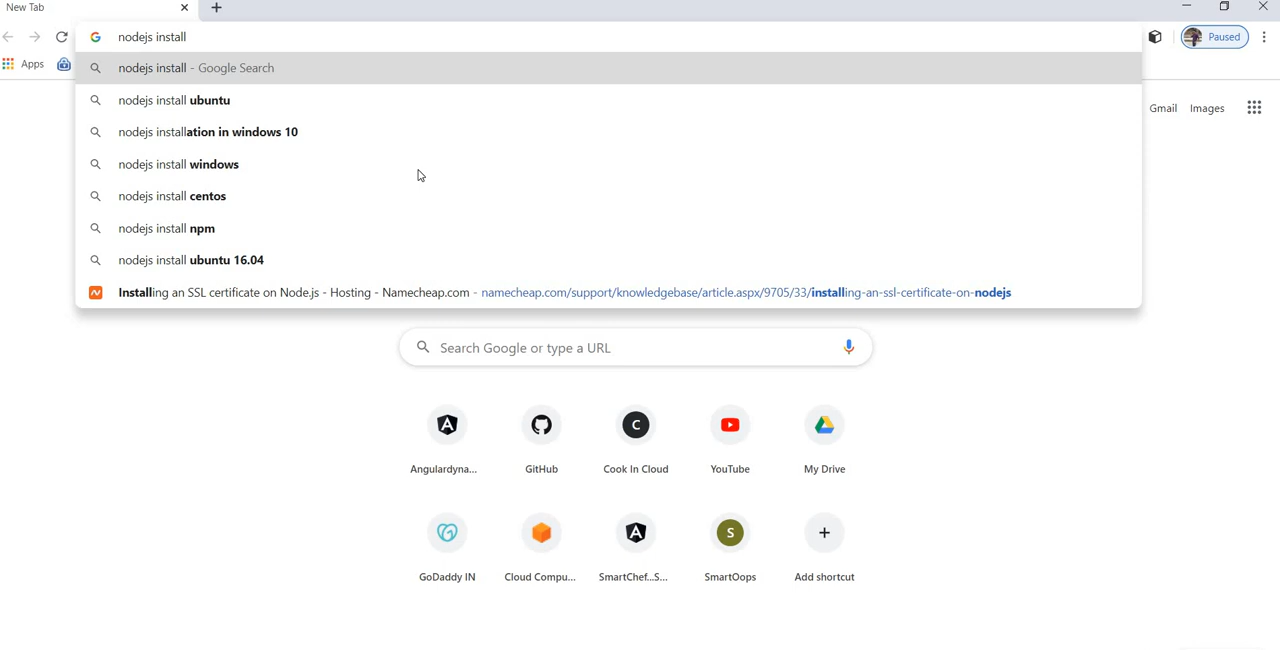 New Tab
nodejs install
Paused
Apps
nodejs install - Google Search
nodejs install ubuntu
Gmail Images
nodejs installation in windows 10
nodejs install windows
nodejs install centos
nodejs install npm
nodejs install ubuntu 16.04
Installing an SSL certificate on Node.js - Hosting - Namecheap.com - namecheap.com/support/knowledgebase/article.aspx/9705/33/installing-an-ssl-certificate-on-nodejs
Search Google or type a URL
C
Angulardyna... GitHub Cook In Cloud YouTube My Drive
S
GoDaddy IN Cloud Compu... SmartChef...S... SmartOops Add shortcut